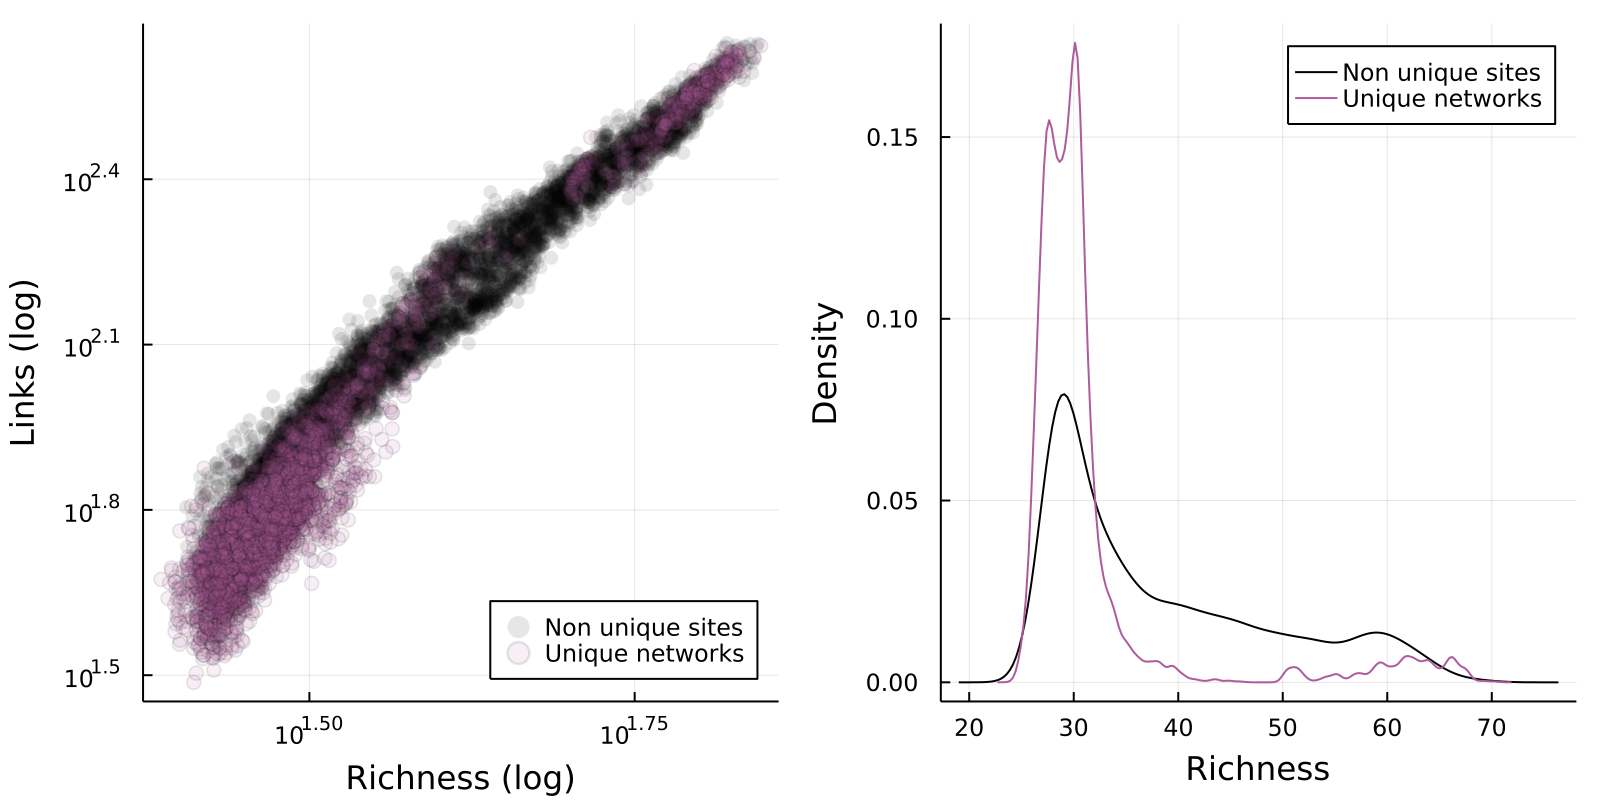 Links (log)
10^2.4
10^2.1
10^1.8
10^1.5
Non unique sites
Unique networks
10^1.50
10^1.75
Richness (log)
Non unique sites
Unique networks
Density
0.15
0.10
0.05
0.00
20 30 40 50 60 70
Richness